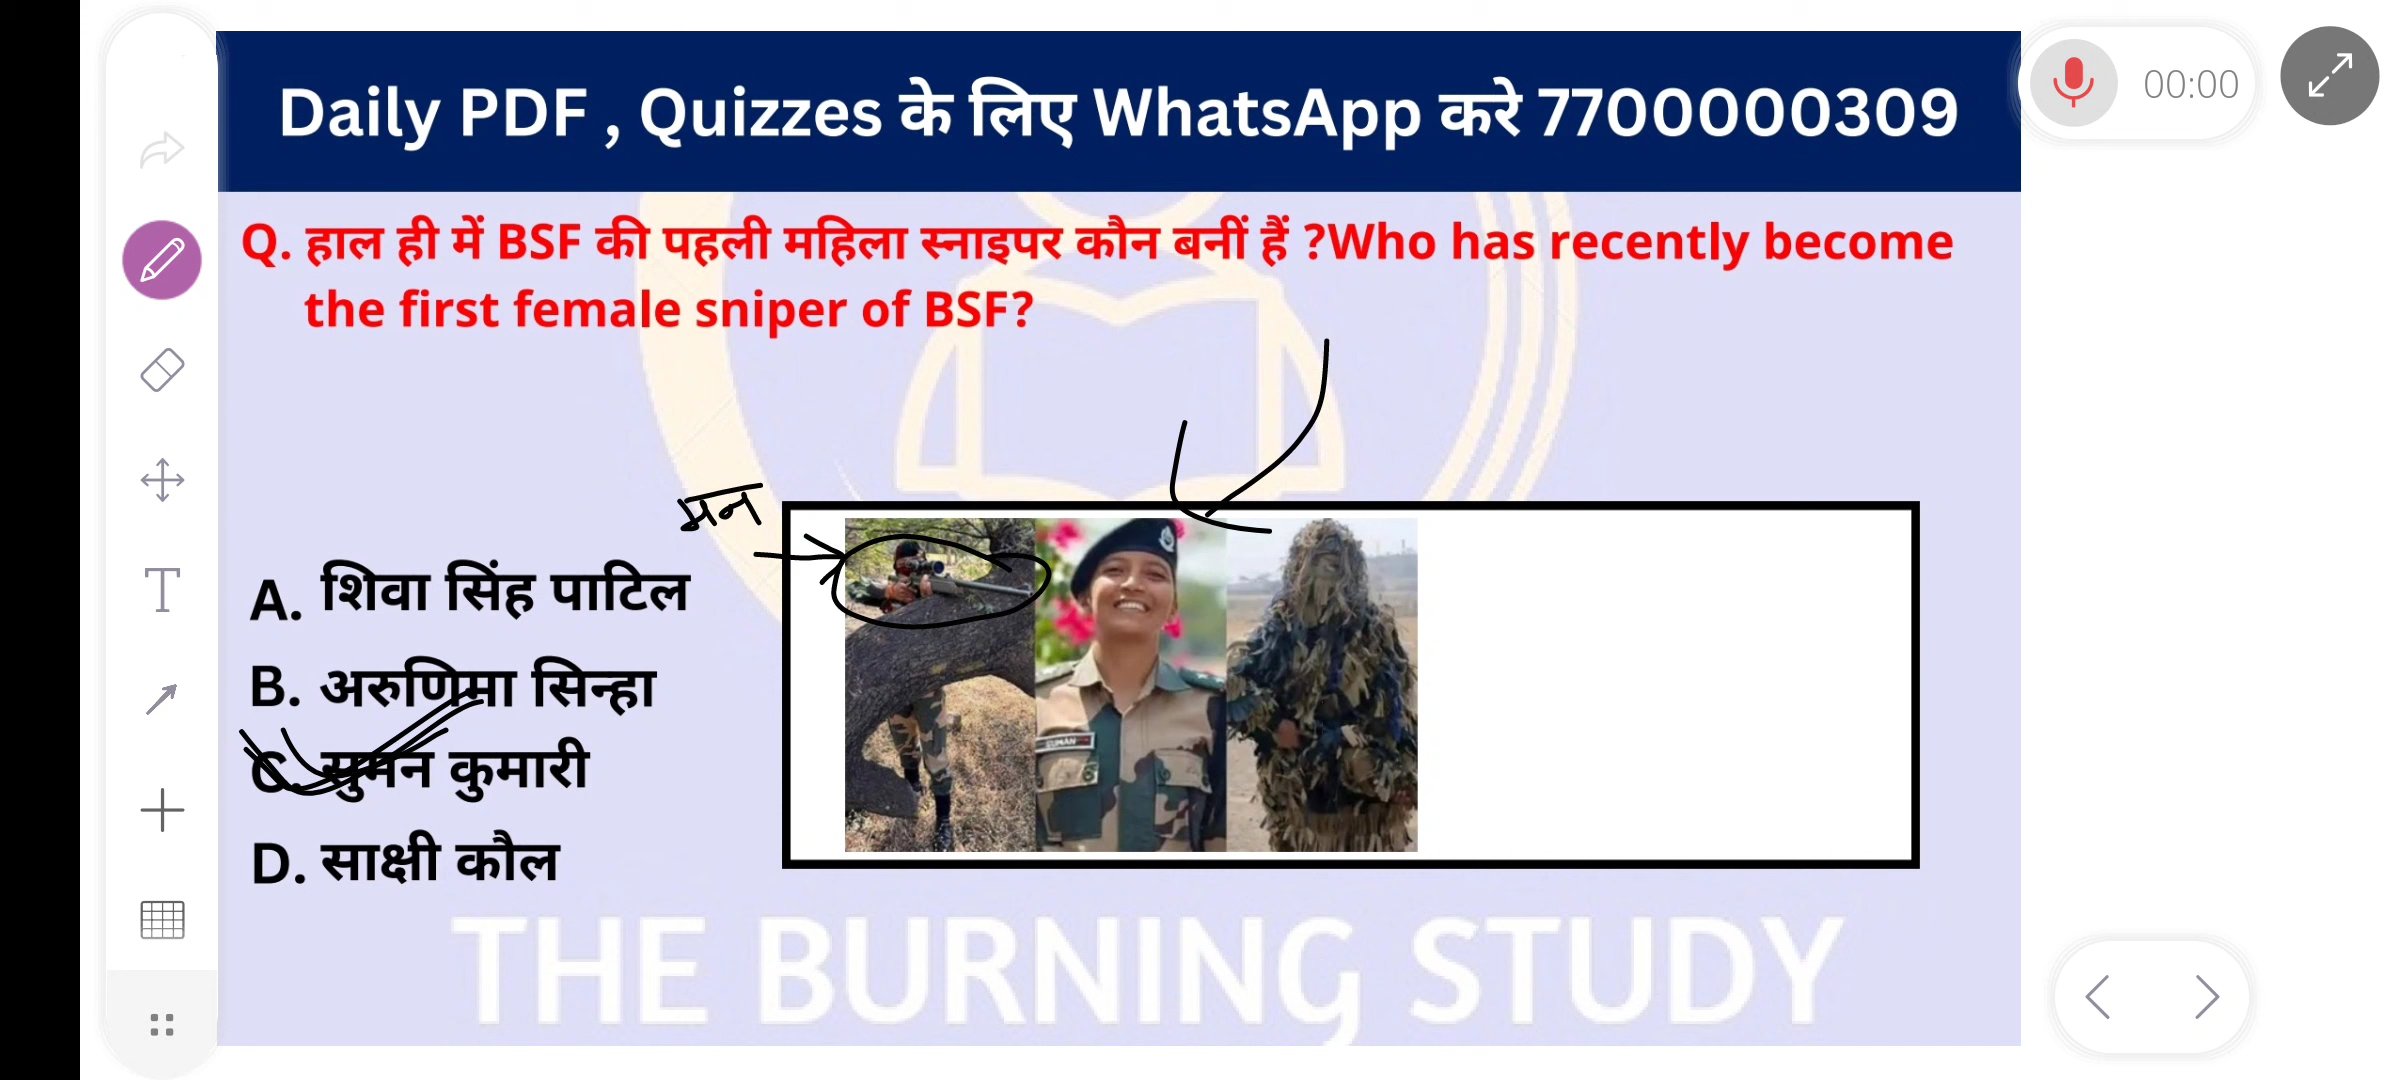 Daily PDF , Quizzes के लिए WhatsApp करे 7700000309
00:00
Q. हाल ही में BSF की पहली महिला स्नाइपर कौन बनीं हैं ?Who has recently become
the first female sniper of BSF?
A. शिवा सिंह पाटिल
B. अरुणिमा सिन्हा
C. सुमन कुमारी
D. साक्षी कौल
SUMAN
T
THE BURNING STUDY